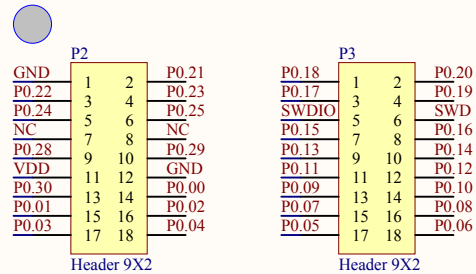 P2 P3
GND 1 2 P0.21 P0.18 1 2 P0.20
P0.22 3 4 P0.23 P0.17 3 4 P0.19
P0.24 5 6 P0.25 SWDIO 5 6 SWD
NC 7 8 NC P0.15 7 8 P0.16
P0.28 9 10 P0.29 P0.13 9 10 P0.14
VDD 11 12 GND P0.11 11 12 P0.12
P0.30 13 14 P0.00 P0.09 13 14 P0.10
P0.01 15 16 P0.02 P0.07 15 16 P0.08
P0.03 17 18 P0.04 P0.05 17 18 P0.06
Header 9X2 Header 9X2